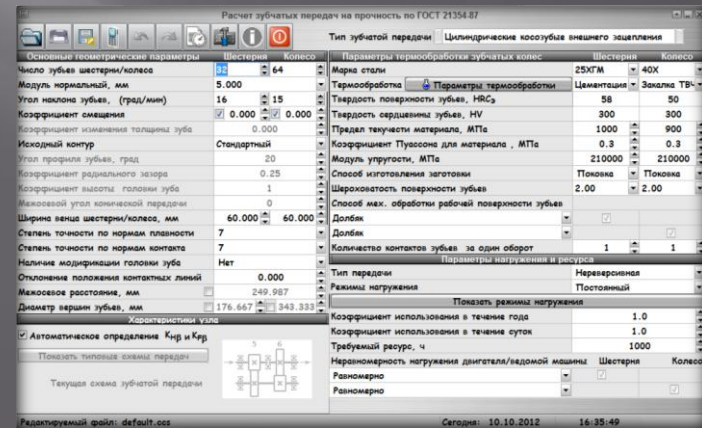 Расчет зубчатых передач на прочность по ГОСТ 21354-87
Тип зубчатой передачи Цилиндрические косозубые внешнего зацепления
Основные геометрические параметры Шестерня Колесо
Число зубьев шестерни/колеса 32 64
Модуль нормальный, мм 5.000
Угол наклона зубьев, (град/мин) 16 15
Коэффициент смещения 0.000 0.000
Коэффициент изменения толщины зуба 0.000
Исходный контур Стандартный
Угол профиля зубьев, град 20
Коэффициент радиального зазора 0.25
Коэффициент высоты головки зуба 1
Межосевой угол конической передачи 0
Ширина венца шестерни/колеса, мм 60.000 60.000
Степень точности по нормам плавности 7
Степень точности по нормам контакта 7
Наличие модификации головки зуба Нет
Отклонение положения контактных линий 0.000
Межосевое расстояние, мм 249.987
Диаметр вершин зубьев, мм 176.667 343.333
Характеристики узла
Автоматическое определение KHβ и KFβ
Показать типовые схемы передач
Текущая схема зубчатой передачи
5 6
Параметры термообработки зубчатых колес Шестерня Колесо
Марка стали 25ХГМ 40Х
Термообработка Параметры термообработки Цементация Закалка ТВЧ
Твердость поверхности зубьев, HRCэ 58 50
Твердость сердцевины зубьев, HV 300 300
Предел текучести материала, МПа 1000 900
Коэффициент Пуассона для материала , МПа 0.3 0.3
Модуль упругости, МПа 210000 210000
Способ изготовления заготовки Поковка Поковка
Шероховатость поверхности зубьев 2.00 2.00
Способ мех. обработки рабочей поверхности зубьев
Долбяк
Долбяк
Количество контактов зубьев за один оборот 1 1
Параметры нагружения и ресурса
Тип передачи Нереверсивная
Режимы нагружения Постоянный
Показать режимы нагружения
Коэффициент использования в течение года 1.0
Коэффициент использования в течение суток 1.0
Требуемый ресурс, ч 1000
Неравномерность нагружения двигателя/ведомой машины Шестерня Колесо
Равномерно
Равномерно
Редактируемый файл: default.ccs Сегодня: 10.10.2012 16:35:49